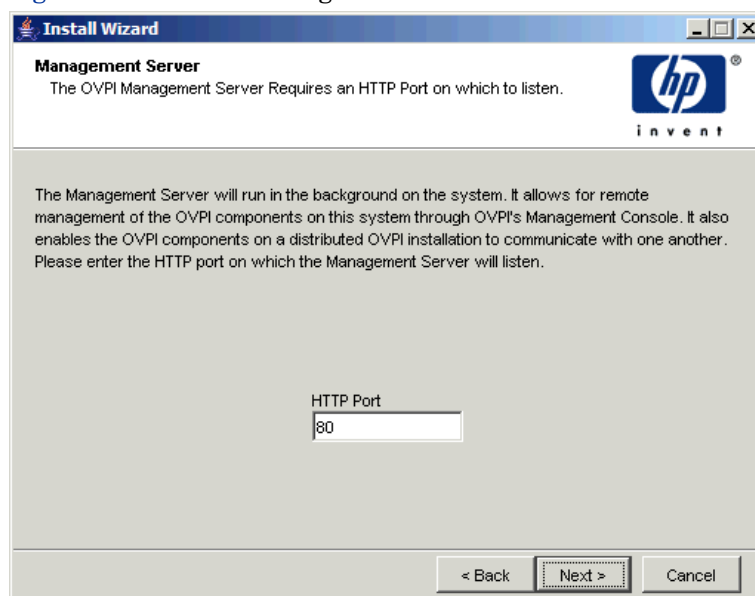 Install Wizard
Management Server
The OVPI Management Server Requires an HTTP Port on which to listen.
hp
®
invent
The Management Server will run in the background on the system. It allows for remote
management of the OVPI components on this system through OVPI's Management Console. It also
enables the OVPI components on a distributed OVPI installation to communicate with one another.
Please enter the HTTP port on which the Management Server will listen.
HTTP Port
80
< Back Next > Cancel